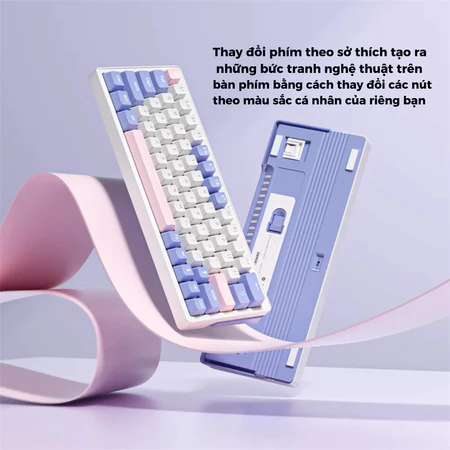 Thay đổi phím theo sở thích tạo ra
những bức tranh nghệ thuật trên
bàn phím bằng cách thay đổi các nút
theo màu sắc cá nhân của riêng bạn